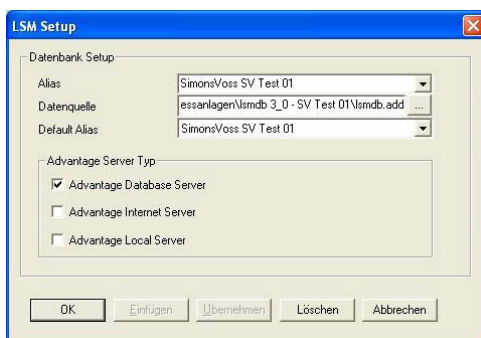 LSM Setup
Datenbank Setup
Alias SimonsVoss SV Test 01
Datenquelle essanlagen\lsmdb 3_0 - SV Test 01\lsmdb.add ...
Default Alias SimonsVoss SV Test 01
Advantage Server Typ
Advantage Database Server
Advantage Internet Server
Advantage Local Server
OK Einfügen Übernehmen Löschen Abbrechen